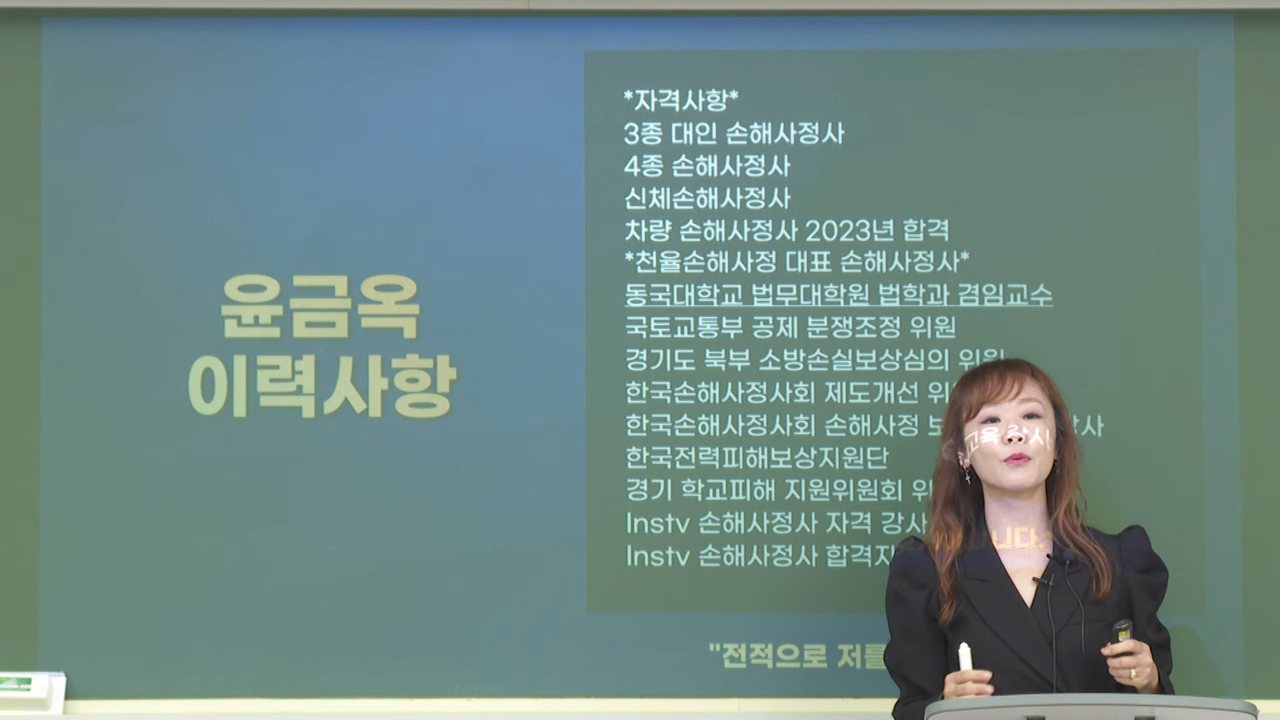 윤금옥
이력사항
*자격사항*
3종 대인 손해사정사
4종 손해사정사
신체손해사정사
차량 손해사정사 2023년 합격
*천율손해사정 대표 손해사정사*
동국대학교 법무대학원 법학과 겸임교수
국토교통부 공제 분쟁조정 위원
경기도 북부 소방손실보상심의 위원
한국손해사정사회 제도개선
한국손해사정사회 손해사정 교육 강사
한국전력피해보상지원단
경기 학교피해 지원위원회
Instv 손해사정사 자격 강사
Instv 손해사정사
"전적으로 저를 니다.